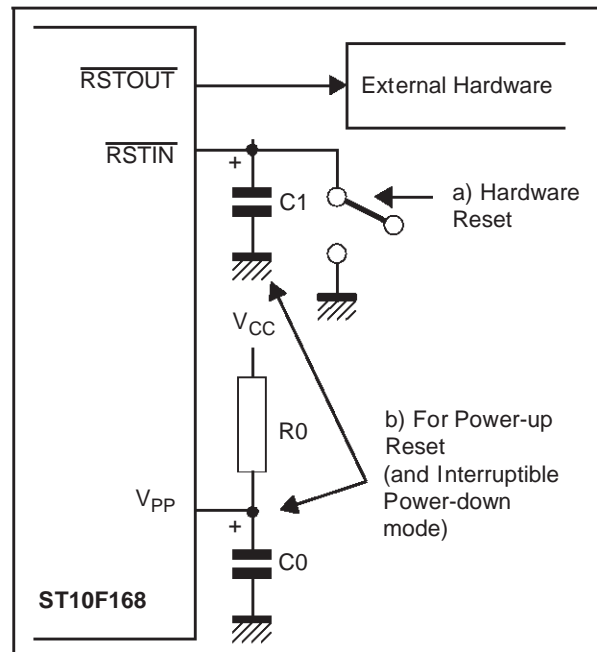 RSTOUT
External Hardware
RSTIN
+
C1
a) Hardware
Reset
VCC
R0
b) For Power-up
Reset
(and Interruptible
Power-down
mode)
VPP
+
C0
ST10F168